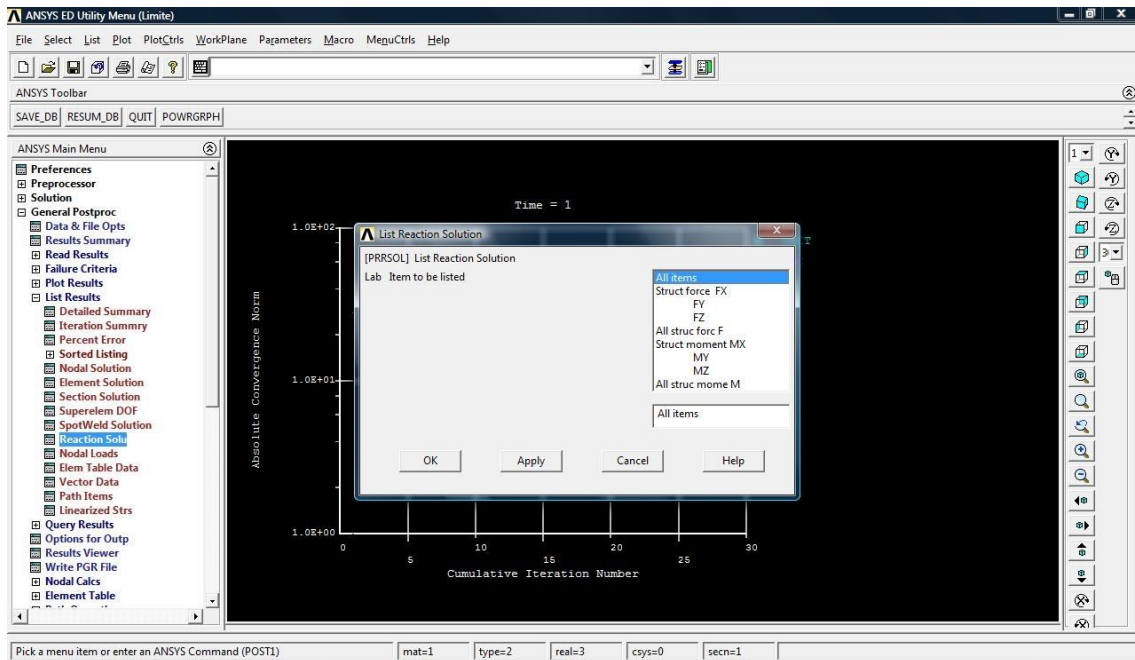 ANSYS ED Utility Menu (Limite)
File Select List Plot PlotCtrls WorkPlane Parameters Macro MenuCtrls Help
ANSYS Toolbar
SAVE_DB RESUM_DB QUIT POWRGRPH
ANSYS Main Menu
Preferences
Preprocessor
Solution
General Postproc
Data & File Opts
Results Summary
Read Results
Failure Criteria
Plot Results
List Results
Detailed Summary
Iteration Summry
Percent Error
Sorted Listing
Nodal Solution
Element Solution
Section Solution
Superelem DOF
SpotWeld Solution
Reaction Solu
Nodal Loads
Elem Table Data
Vector Data
Path Items
Linearized Strs
Query Results
Options for Outp
Results Viewer
Write PGR File
Nodal Calcs
Element Table
Time = 1
1.0E+02
1.0E+01
1.0E+00
Absolute Convergence Norm
0 5 10 15 20 25 30
Cumulative Iteration Number
List Reaction Solution
[PRRSOL] List Reaction Solution
Lab Item to be listed
All items
Struct force FX
FY
FZ
All struc forc F
Struct moment MX
MY
MZ
All struc mome M
All items
OK Apply Cancel Help
1
3
Pick a menu item or enter an ANSYS Command (POST1) mat=1 type=2 real=3 csys=0 secn=1